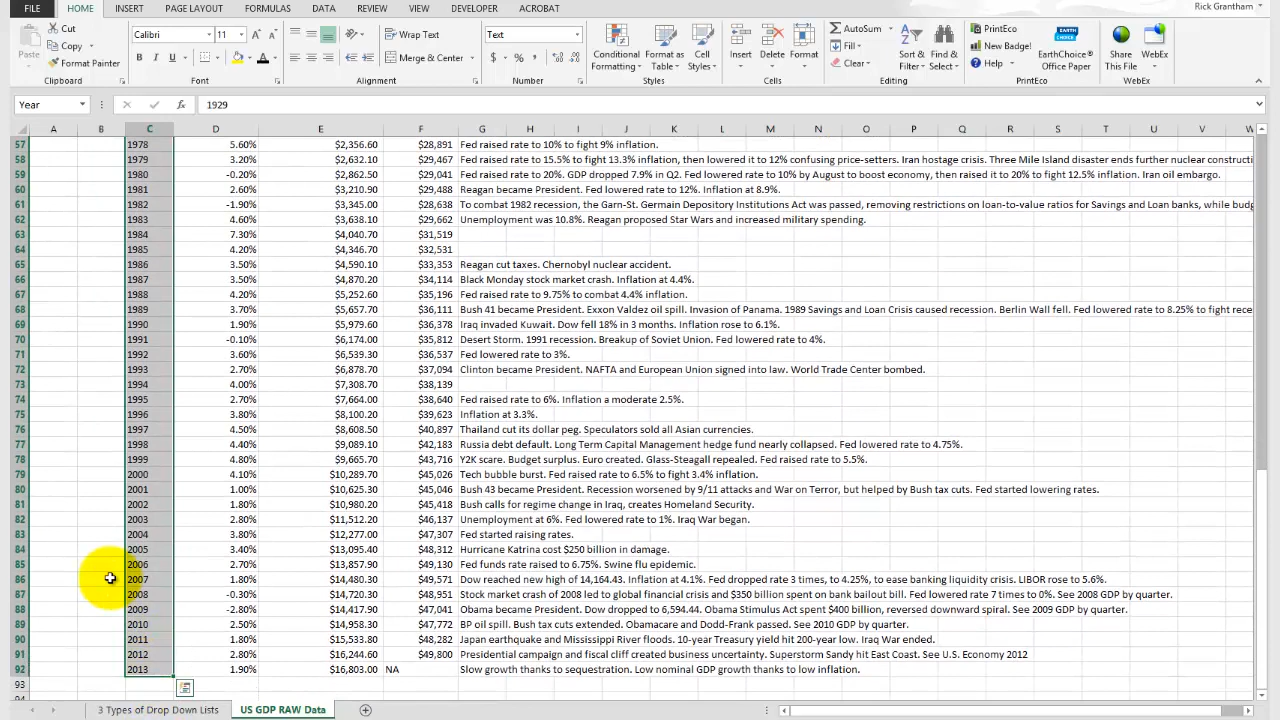 Rick Grantham
FILE HOME INSERT PAGE LAYOUT FORMULAS DATA REVIEW VIEW DEVELOPER ACROBAT
Paste Cut Copy Format Painter Clipboard
Calibri 11 Font
Wrap Text Merge & Center Alignment
Text $ % , Number
Conditional Formatting Format as Table Cell Styles Styles
Insert Delete Format Cells
AutoSum Fill Clear Sort & Filter Find & Select Editing
PrintEco New Badge! Help EarthChoice® Office Paper PrintEco
Share This File WebEx WebEx
Year fx 1929
A B C D E F G H I J K L M N O P Q R S T U V W
57 1978 5.60% $2,356.60 $28,891 Fed raised rate to 10% to fight 9% inflation.
58 1979 3.20% $2,632.10 $29,467 Fed raised rate to 15.5% to fight 13.3% inflation, then lowered it to 12% confusing price-setters. Iran hostage crisis. Three Mile Island disaster ends further nuclear constructi
59 1980 -0.20% $2,862.50 $29,041 Fed raised rate to 20%. GDP dropped 7.9% in Q2. Fed lowered rate to 10% by August to boost economy, then raised it to 20% to fight 12.5% inflation. Iran oil embargo.
60 1981 2.60% $3,210.90 $29,488 Reagan became President. Fed lowered rate to 12%. Inflation at 8.9%.
61 1982 -1.90% $3,345.00 $28,638 To combat 1982 recession, the Garn-St. Germain Depository Institutions Act was passed, removing restrictions on loan-to-value ratios for Savings and Loan banks, while budg
62 1983 4.60% $3,638.10 $29,662 Unemployment was 10.8%. Reagan proposed Star Wars and increased military spending.
63 1984 7.30% $4,040.70 $31,519
64 1985 4.20% $4,346.70 $32,531
65 1986 3.50% $4,590.10 $33,353 Reagan cut taxes. Chernobyl nuclear accident.
66 1987 3.50% $4,870.20 $34,114 Black Monday stock market crash. Inflation at 4.4%.
67 1988 4.20% $5,252.60 $35,196 Fed raised rate to 9.75% to combat 4.4% inflation.
68 1989 3.70% $5,657.70 $36,111 Bush 41 became President. Exxon Valdez oil spill. Invasion of Panama. 1989 Savings and Loan Crisis caused recession. Berlin Wall fell. Fed lowered rate to 8.25% to fight rece
69 1990 1.90% $5,979.60 $36,378 Iraq invaded Kuwait. Dow fell 18% in 3 months. Inflation rose to 6.1%.
70 1991 -0.10% $6,174.00 $35,812 Desert Storm. 1991 recession. Breakup of Soviet Union. Fed lowered rate to 4%.
71 1992 3.60% $6,539.30 $36,537 Fed lowered rate to 3%.
72 1993 2.70% $6,878.70 $37,094 Clinton became President. NAFTA and European Union signed into law. World Trade Center bombed.
73 1994 4.00% $7,308.70 $38,139
74 1995 2.70% $7,664.00 $38,640 Fed raised rate to 6%. Inflation a moderate 2.5%.
75 1996 3.80% $8,100.20 $39,623 Inflation at 3.3%.
76 1997 4.50% $8,608.50 $40,897 Thailand cut its dollar peg. Speculators sold all Asian currencies.
77 1998 4.40% $9,089.10 $42,183 Russia debt default. Long Term Capital Management hedge fund nearly collapsed. Fed lowered rate to 4.75%.
78 1999 4.80% $9,665.70 $43,716 Y2K scare. Budget surplus. Euro created. Glass-Steagall repealed. Fed raised rate to 5.5%.
79 2000 4.10% $10,289.70 $45,026 Tech bubble burst. Fed raised rate to 6.5% to fight 3.4% inflation.
80 2001 1.00% $10,625.30 $45,046 Bush 43 became President. Recession worsened by 9/11 attacks and War on Terror, but helped by Bush tax cuts. Fed started lowering rates.
81 2002 1.80% $10,980.20 $45,418 Bush calls for regime change in Iraq, creates Homeland Security.
82 2003 2.80% $11,512.20 $46,137 Unemployment at 6%. Fed lowered rate to 1%. Iraq War began.
83 2004 3.80% $12,277.00 $47,307 Fed started raising rates.
84 2005 3.40% $13,095.40 $48,312 Hurricane Katrina cost $250 billion in damage.
85 2006 2.70% $13,857.90 $49,130 Fed funds rate raised to 6.75%. Swine flu epidemic.
86 2007 1.80% $14,480.30 $49,571 Dow reached new high of 14,164.43. Inflation at 4.1%. Fed dropped rate 3 times, to 4.25%, to ease banking liquidity crisis. LIBOR rose to 5.6%.
87 2008 -0.30% $14,720.30 $48,951 Stock market crash of 2008 led to global financial crisis and $350 billion spent on bank bailout bill. Fed lowered rate 7 times to 0%. See 2008 GDP by quarter.
88 2009 -2.80% $14,417.90 $47,041 Obama became President. Dow dropped to 6,594.44. Obama Stimulus Act spent $400 billion, reversed downward spiral. See 2009 GDP by quarter.
89 2010 2.50% $14,958.30 $47,772 BP oil spill. Bush tax cuts extended. Obamacare and Dodd-Frank passed. See 2010 GDP by quarter.
90 2011 1.80% $15,533.80 $48,282 Japan earthquake and Mississippi River floods. 10-year Treasury yield hit 200-year low. Iraq War ended.
91 2012 2.80% $16,244.60 $49,800 Presidential campaign and fiscal cliff created business uncertainty. Superstorm Sandy hit East Coast. See U.S. Economy 2012
92 2013 1.90% $16,803.00 NA Slow growth thanks to sequestration. Low nominal GDP growth thanks to low inflation.
93
94
3 Types of Drop Down Lists US GDP RAW Data